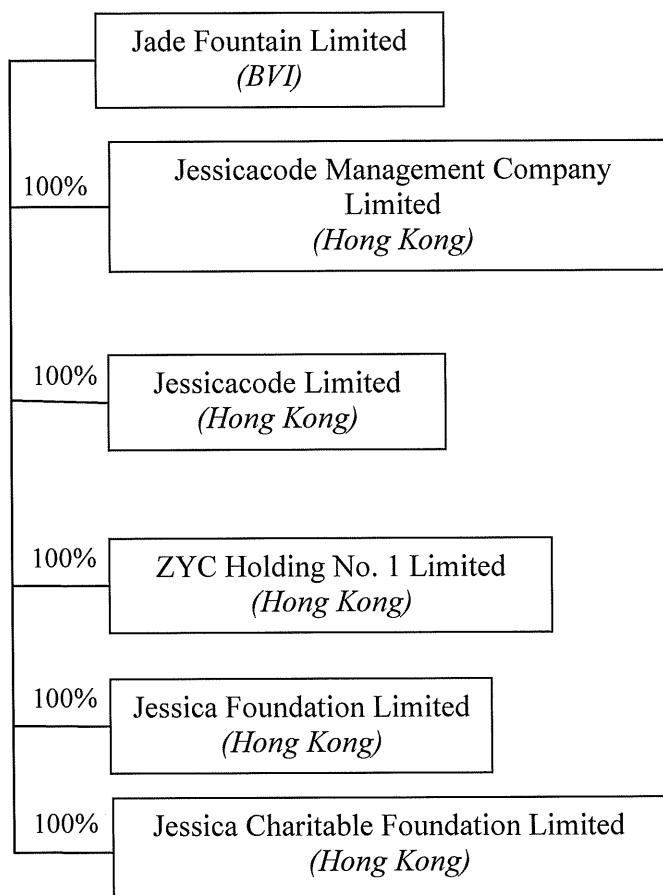 Jade Fountain Limited
(BVI)
100%
Jessicacode Management Company
Limited
(Hong Kong)
100%
Jessicacode Limited
(Hong Kong)
100%
ZYC Holding No. 1 Limited
(Hong Kong)
100%
Jessica Foundation Limited
(Hong Kong)
100%
Jessica Charitable Foundation Limited
(Hong Kong)